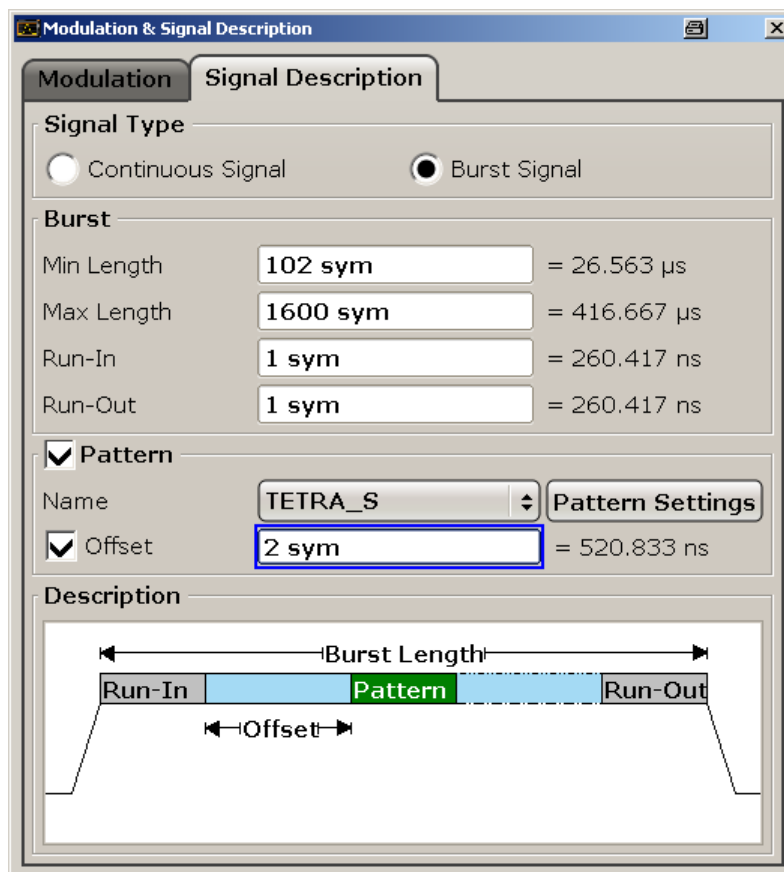 Modulation & Signal Description
Modulation
Signal Description
Signal Type
Continuous Signal
Burst Signal
Burst
Min Length 102 sym = 26.563 µs
Max Length 1600 sym = 416.667 µs
Run-In 1 sym = 260.417 ns
Run-Out 1 sym = 260.417 ns
Pattern
Name TETRA_S Pattern Settings
Offset 2 sym = 520.833 ns
Description
Burst Length
Run-In Pattern Run-Out
Offset